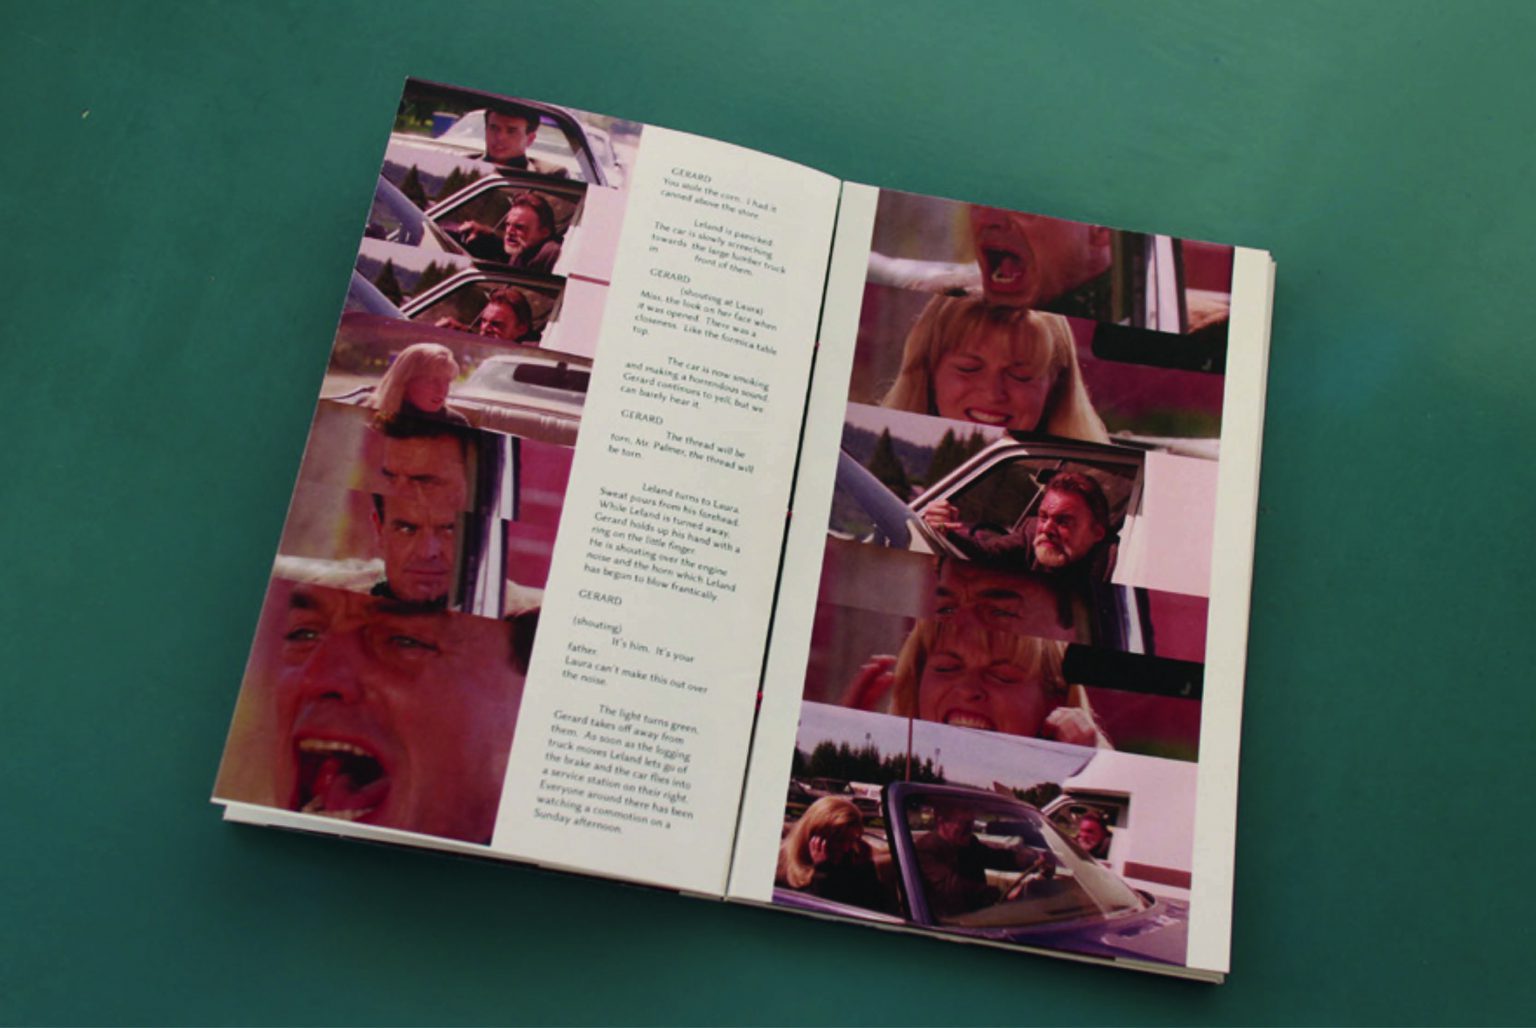 GERARD
You stole the corn. I had it
canned above the store.
Leland is panicked.
The car is slowly screeching
towards the large lumber truck
in front of them.
GERARD
(shouting at Laura)
Miss, the look on her face when
it was opened. There was a
closeness. Like the formica table
top.
The car is now smoking
and making a horrendous sound.
Gerard continues to yell, but we
can barely hear it.
GERARD
The thread will be
torn, Mr. Palmer, the thread will
be torn.
Leland turns to Laura.
Sweat pours from his forehead.
While Leland is turned away,
Gerard holds up his hand with a
ring on the little finger.
He is shouting over the engine
noise and the horn which Leland
has begun to blow frantically.
GERARD
(shouting)
It's him. It's your
father.
Laura can't make this out over
the noise.
The light turns green,
Gerard takes off away from
them. As soon as the logging
truck moves Leland lets go of
the brake and the car flies into
a service station on their right.
Everyone around there has been
watching a commotion on a
Sunday afternoon.